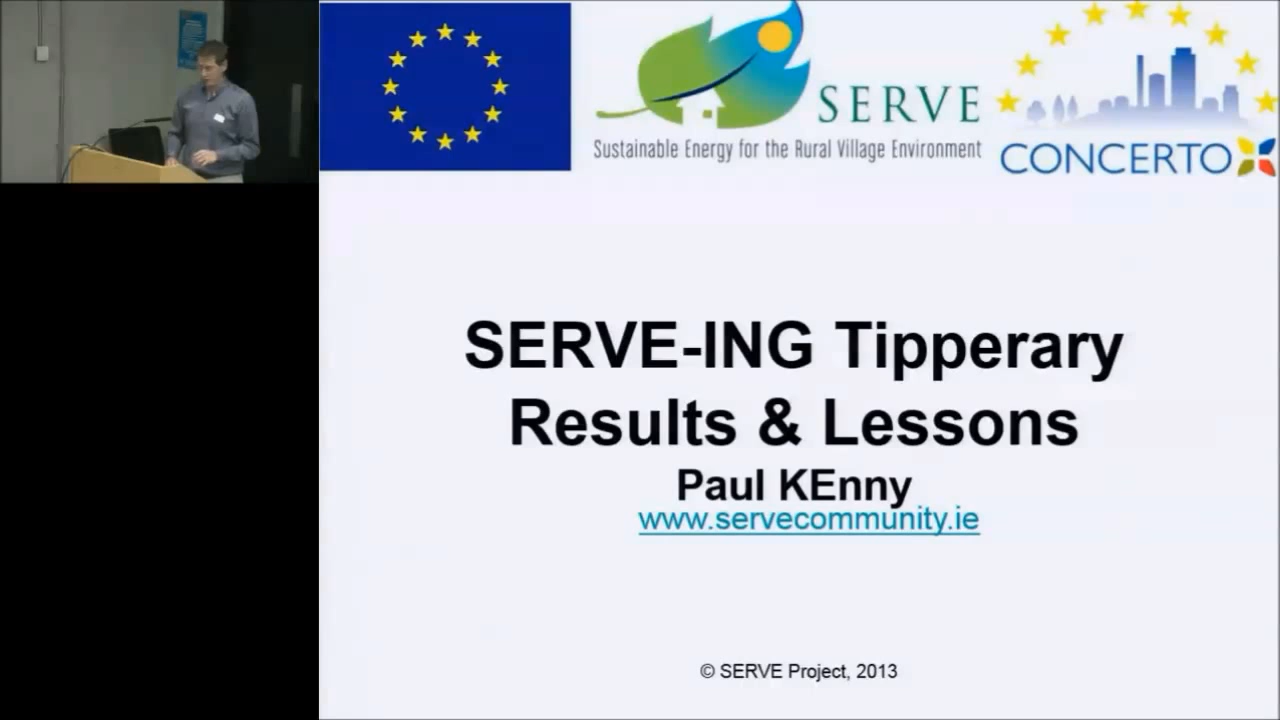 SERVE
Sustainable Energy for the Rural Village Environment
CONCERTO
SERVE-ING Tipperary
Results & Lessons
Paul KEnny
www.servecommunity.ie
© SERVE Project, 2013